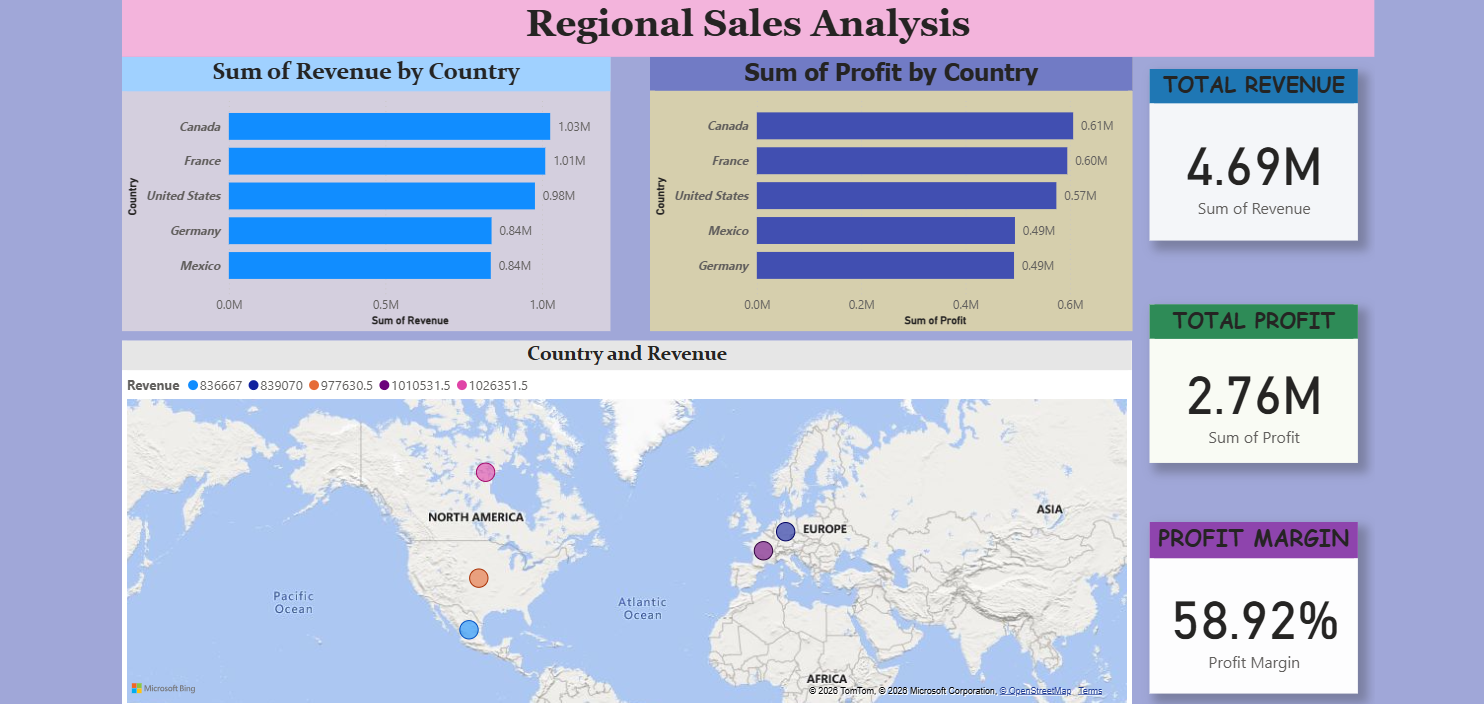 Regional Sales Analysis
Sum of Revenue by Country
Country
Canada 1.03M
France 1.01M
United States 0.98M
Germany 0.84M
Mexico 0.84M
0.0M 0.5M 1.0M
Sum of Revenue
Sum of Profit by Country
Country
Canada 0.61M
France 0.60M
United States 0.57M
Mexico 0.49M
Germany 0.49M
0.0M 0.2M 0.4M 0.6M
Sum of Profit
TOTAL REVENUE
4.69M
Sum of Revenue
TOTAL PROFIT
2.76M
Sum of Profit
PROFIT MARGIN
58.92%
Profit Margin
Country and Revenue
Revenue 836667 839070 977630.5 1010531.5 1026351.5
NORTH AMERICA
EUROPE
ASIA
Pacific
Ocean
Atlantic
Ocean
AFRICA
Microsoft Bing
© 2026 TomTom, © 2026 Microsoft Corporation, © OpenStreetMap Terms